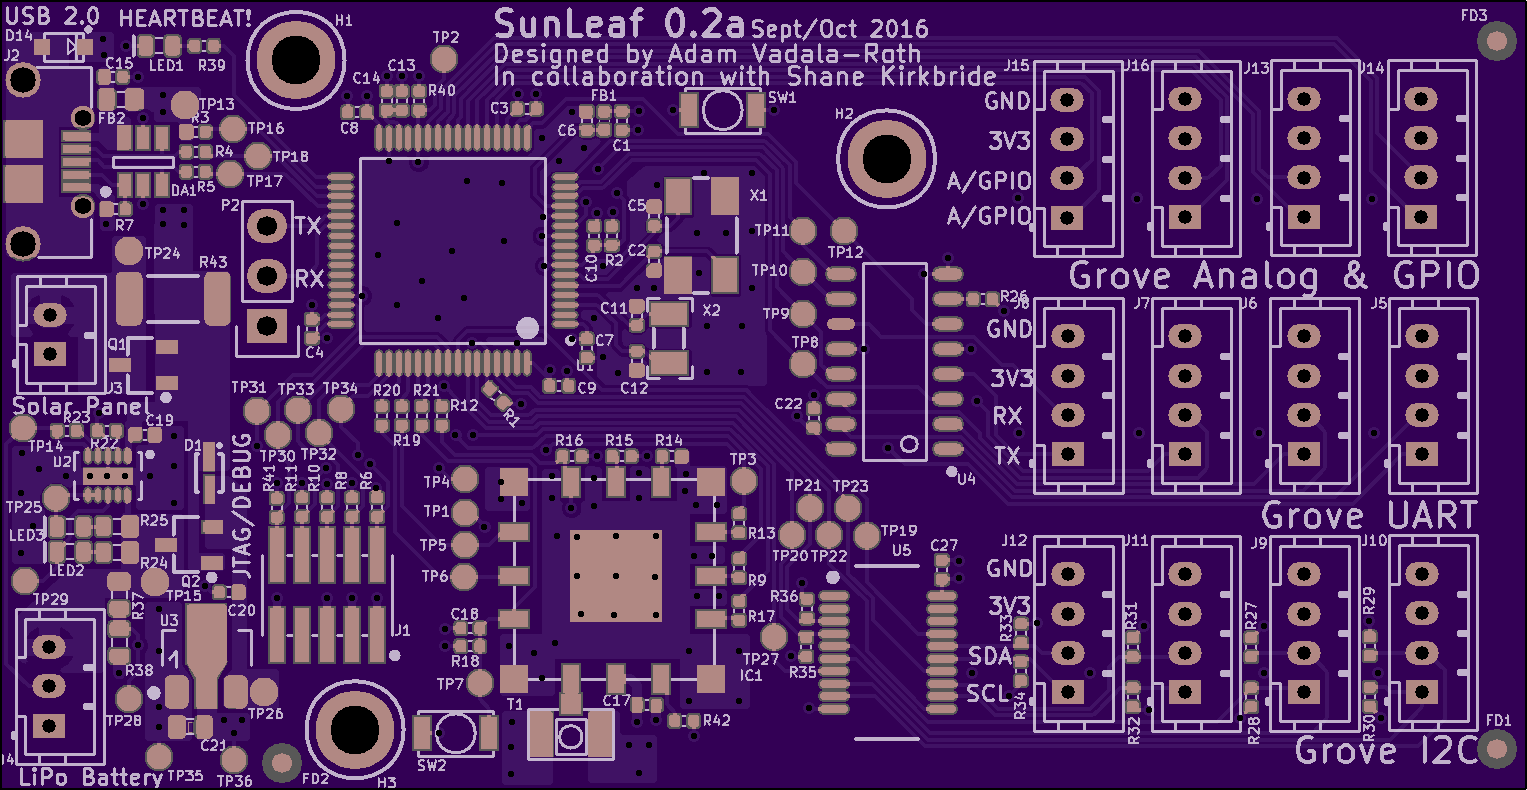 USB 2.0
HEARTBEAT!
SunLeaf 0.2a Sept/Oct 2016
Designed by Adam Vadala-Roth
In collaboration with Shane Kirkbride
D14
J2
C15
LED1
R39
H1
TP2
C14
C13
R40
C8
C3
FB1
C6
C1
SW1
H2
FD3
J15
J16
J13
J14
GND
3V3
A/GPIO
A/GPIO
Grove Analog & GPIO
FB2
TP13
R3
TP16
R4
TP18
R5
TP17
DA1
R7
P2
TX
RX
TP24
R43
C4
C5
C2
C10
R2
X1
TP11
TP12
TP10
TP9
TP8
C11
X2
C7
C12
C9
R26
J8
J7
J6
J5
GND
3V3
RX
TX
Grove UART
Q1
J3
Solar Panel
TP31
TP33
TP34
TP30
TP32
R20
R21
R12
R19
R1
C22
U4
TP14
R23
R22
C19
U2
D1
TP25
JTAG/DEBUG
R41
R11
R10
R8
R6
R16
R15
R14
TP3
TP4
TP1
TP5
TP6
LED3
R25
LED2
R24
Q2
TP15
C20
TP29
R37
R38
U3
J1
C18
R18
TP7
T1
C17
R42
IC1
R13
R9
R17
TP21
TP23
TP20
TP22
TP19
U5
C27
R36
R35
TP27
J12
J11
J9
J10
GND
3V3
SDA
SCL
R33
R34
R31
R32
R27
R28
R29
R30
Grove I2C
FD1
TP28
TP26
C21
TP35
TP36
FD2
H3
SW2
J4
LiPo Battery